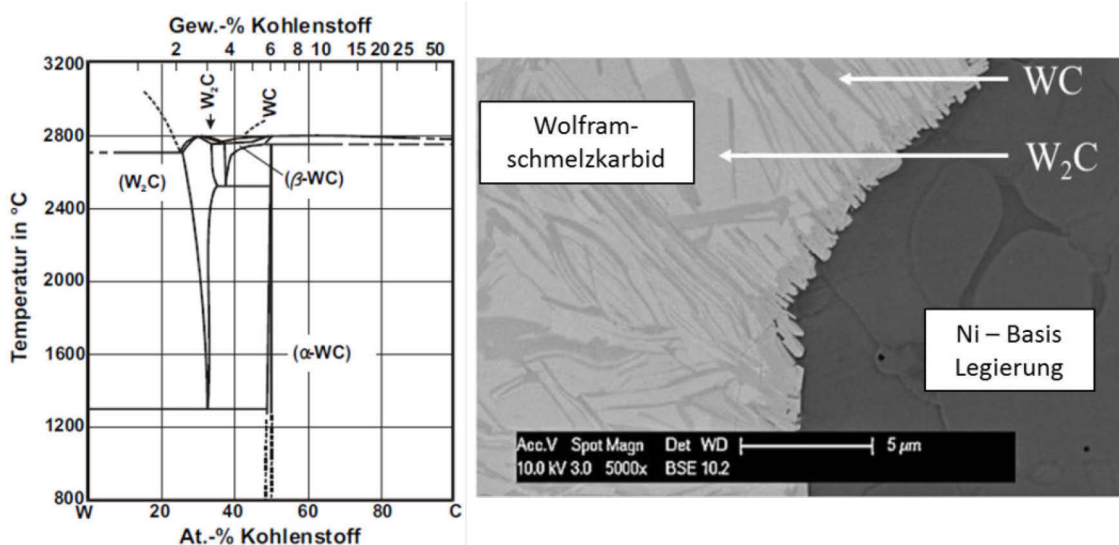 Gew.-% Kohlenstoff
2 4 6 8 10 15 20 25 50
W₂C
WC
3200
2800
2400
2000
1600
1200
800
Temperatur in °C
(W₂C)
(β-WC)
(α-WC)
W 20 40 60 80 C
At.-% Kohlenstoff
Wolfram-
schmelzkarbid
WC
W₂C
Ni – Basis
Legierung
Acc.V Spot Magn Det WD 5 µm
10.0 kV 3.0 5000x BSE 10.2